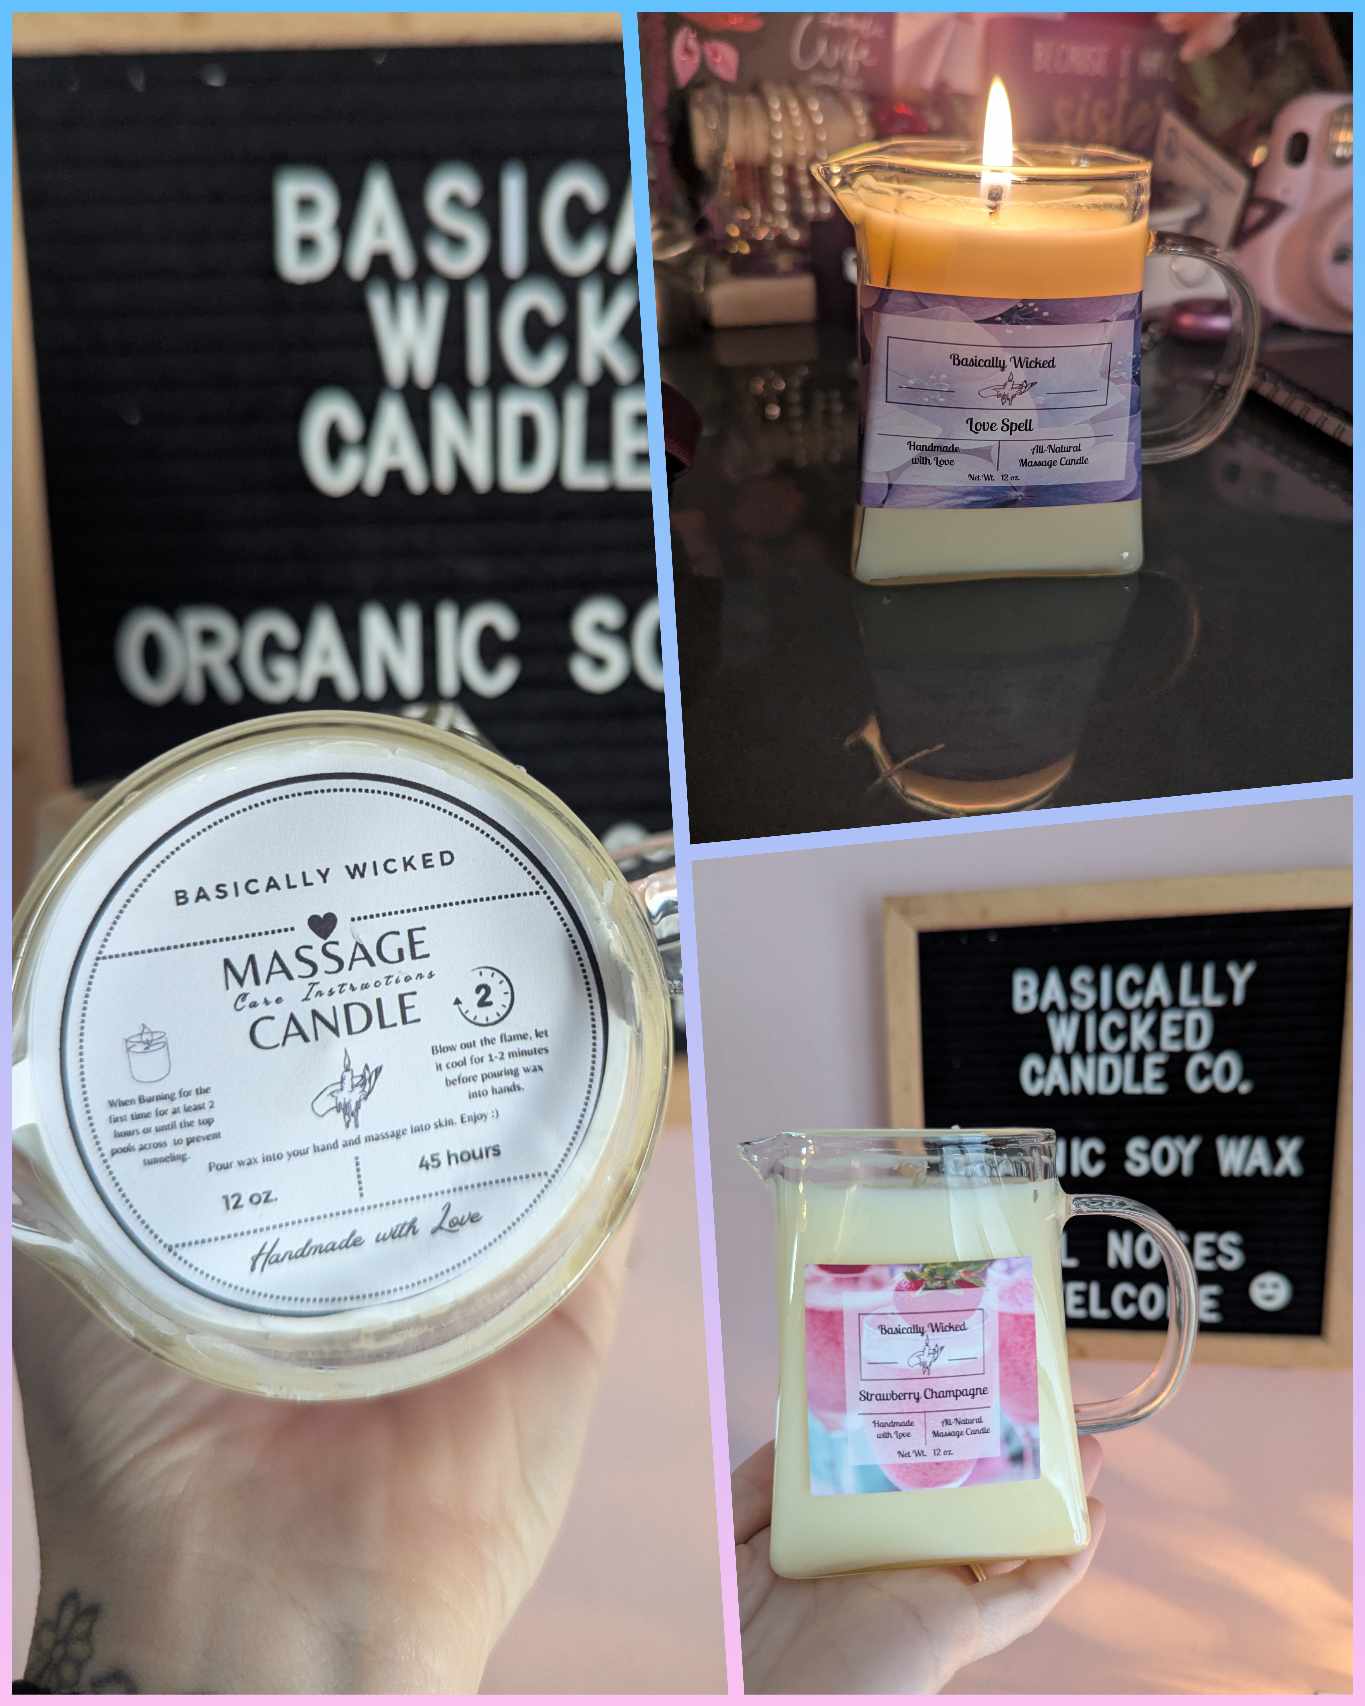 BASICA
WICK
CANDLE
ORGANIC SO
BASICALLY WICKED
MASSAGE
Care Instructions
CANDLE
2
When Burning for the
first time for at least 2
hours or until the top
pools across to prevent
tunneling.
Blow out the flame, let
it cool for 1-2 minutes
before pouring wax
into hands.
Pour wax into your hand and massage into skin. Enjoy :)
12 oz.
45 hours
Handmade with Love
Wife
BECAUSE I
sister
Basically Wicked
Love Spell
Handmade
with Love
All-Natural
Massage Candle
Net Wt. 12 oz.
BASICALLY
WICKED
CANDLE CO.
NIC SOY WAX
L NOSES
ELCOME
Basically Wicked
Strawberry Champagne
Handmade
with Love
All-Natural
Massage Candle
Net Wt. 12 oz.